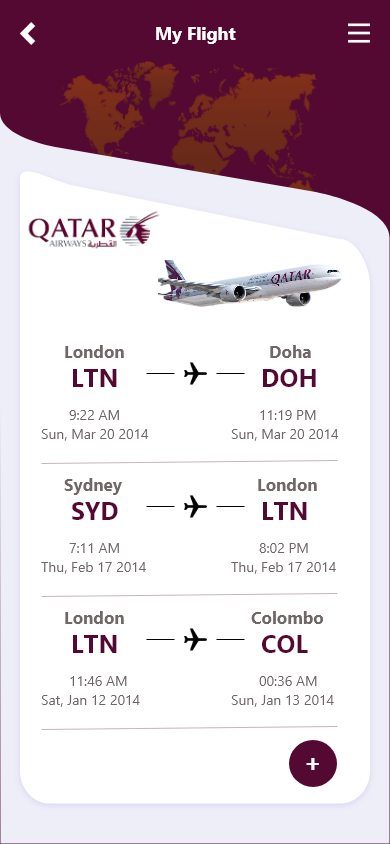 My Flight
QATAR
AIRWAYS القطرية
QATAR
London Doha
LTN DOH
9:22 AM 11:19 PM
Sun, Mar 20 2014 Sun, Mar 20 2014
Sydney London
SYD LTN
7:11 AM 8:02 PM
Thu, Feb 17 2014 Thu, Feb 17 2014
London Colombo
LTN COL
11:46 AM 00:36 AM
Sat, Jan 12 2014 Sun, Jan 13 2014
+